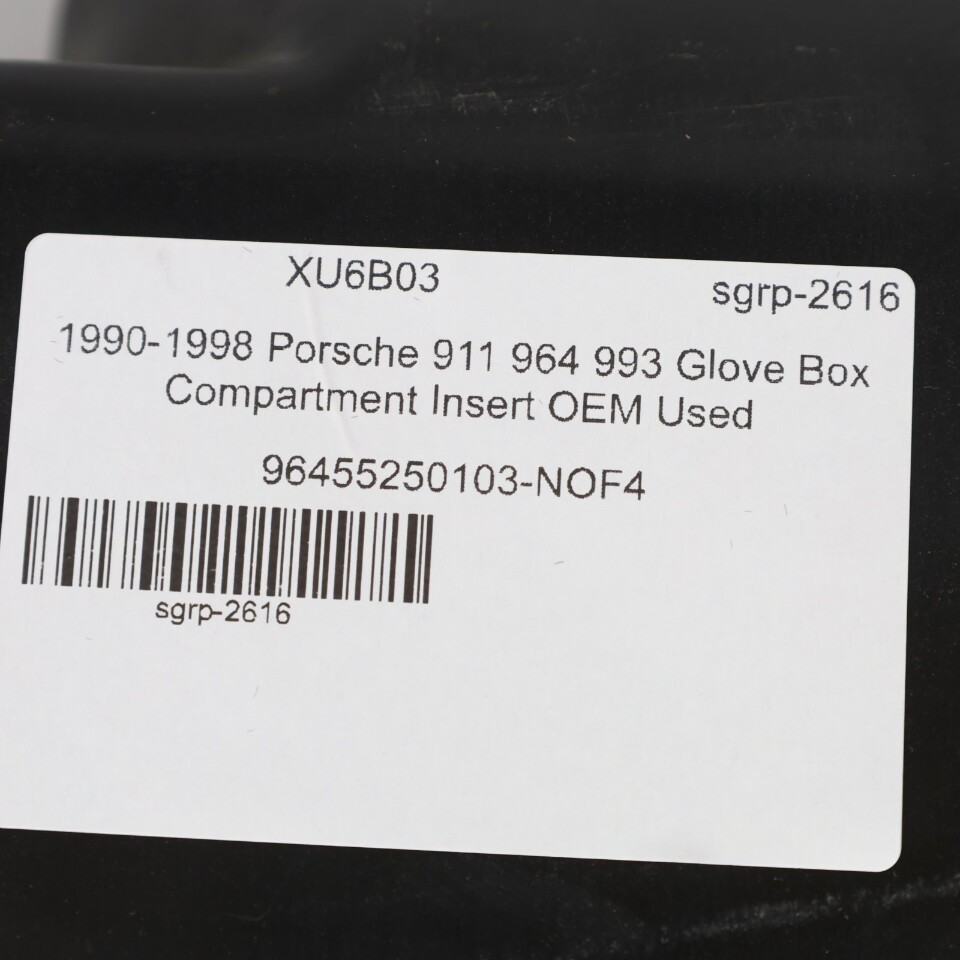 XU6B03 sgrp-2616
1990-1998 Porsche 911 964 993 Glove Box
Compartment Insert OEM Used
96455250103-NOF4
sgrp-2616